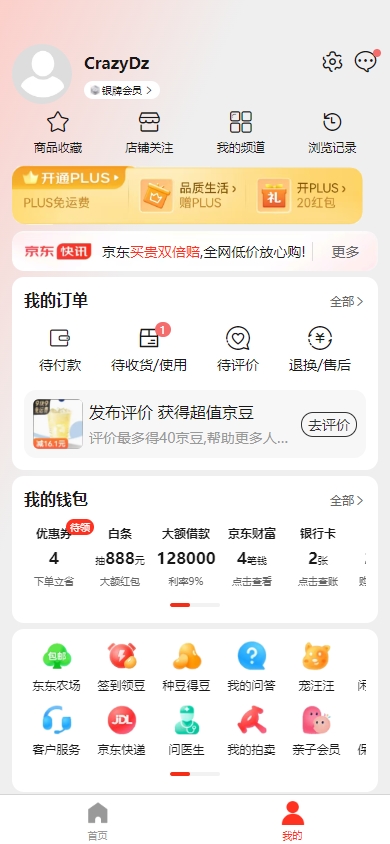 CrazyDz
银牌会员
商品收藏
店铺关注
我的频道
浏览记录
开通PLUS
PLUS免运费
品质生活
赠PLUS
礼
开PLUS
20红包
京东 快讯
京东买贵双倍赔,全网低价放心购!
更多
我的订单
全部
1
待付款
待收货/使用
待评价
退换/售后
减16.1元
发布评价 获得超值京豆
评价最多得40京豆,帮助更多人...
去评价
我的钱包
全部
待领
优惠券
白条
大额借款
京东财富
银行卡
4
抽888元
128000
4笔钱
2张
下单立省
大额红包
利率9%
点击查看
点击查账
包邮
东东农场
签到领豆
种豆得豆
我的问答
宠汪汪
JDL
客户服务
京东快递
问医生
我的拍卖
亲子会员
首页
我的